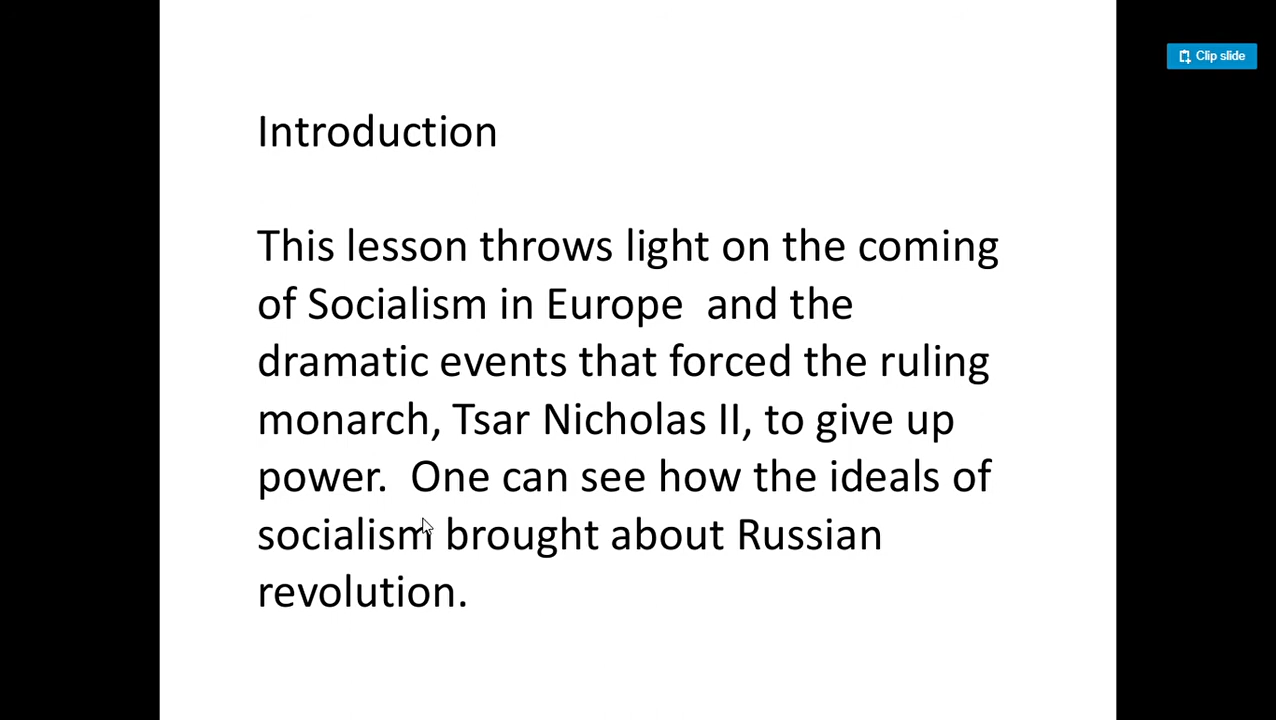 Clip slide
Introduction
This lesson throws light on the coming
of Socialism in Europe  and the
dramatic events that forced the ruling
monarch, Tsar Nicholas II, to give up
power.  One can see how the ideals of
socialism brought about Russian
revolution.